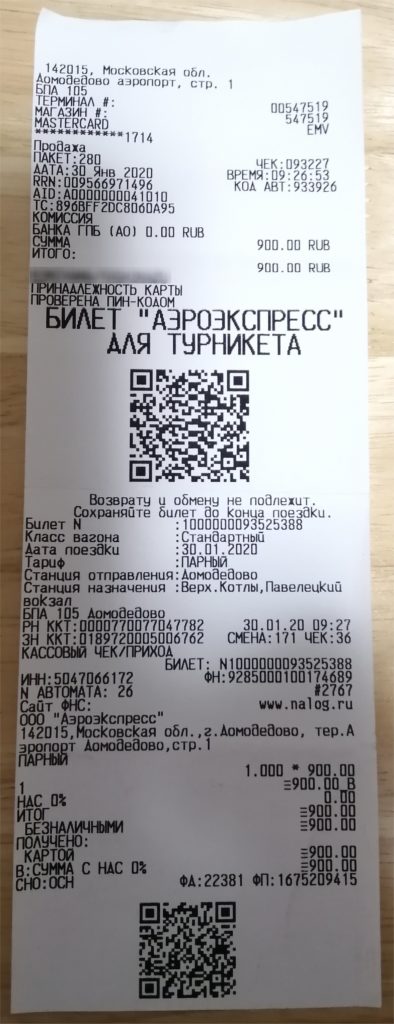 142015, Московская обл.
Домодедово аэропорт, стр. 1
БПА 105
ТЕРМИНАЛ #: 00547519
МАГАЗИН #: 547519
MASTERCARD EMV
************1714
Продажа
ПАКЕТ:280 ЧЕК:093227
ДАТА:30 Янв 2020 ВРЕМЯ:09:26:53
RRN:009566971496 КОД АВТ:933926
AID:A0000000041010
TC:896BFF2DC8060A95
КОМИССИЯ
БАНКА ГПБ (АО) 0.00 RUB
СУММА 900.00 RUB
ИТОГО:
900.00 RUB
ПРИНАДЛЕЖНОСТЬ КАРТЫ
ПРОВЕРЕНА ПИН-КОДОМ
БИЛЕТ "АЭРОЭКСПРЕСС"
ДЛЯ ТУРНИКЕТА
Возврату и обмену не подлежит.
Сохраняйте билет до конца поездки.
Билет N :1000000093525388
Класс вагона :Стандартный
Дата поездки :30.01.2020
Тариф :ПАРНЫЙ
Станция отправления:Домодедово
Станция назначения :Верх.Котлы,Павелецкий
вокзал
БПА 105 Домодедово
РН ККТ:0000770077047782 30.01.20 09:27
ЗН ККТ:0189720005006762 СМЕНА:171 ЧЕК:36
КАССОВЫЙ ЧЕК/ПРИХОД
БИЛЕТ: N1000000093525388
ИНН:5047066172 ФН:9285000100174689
N АВТОМАТА: 26 #2767
Сайт ФНС: www.nalog.ru
ООО "Аэроэкспресс"
142015,Московская обл.,г.Домодедово, тер.А
эропорт Домодедово,стр.1
ПАРНЫЙ
1.000 * 900.00
1 ≡900.00_В
НДС 0% 0.00
ИТОГ ≡900.00
БЕЗНАЛИЧНЫМИ ≡900.00
ПОЛУЧЕНО:
КАРТОЙ ≡900.00
В:СУММА С НДС 0% ≡900.00
СНО:ОСН ФД:22381 ФП:1675209415